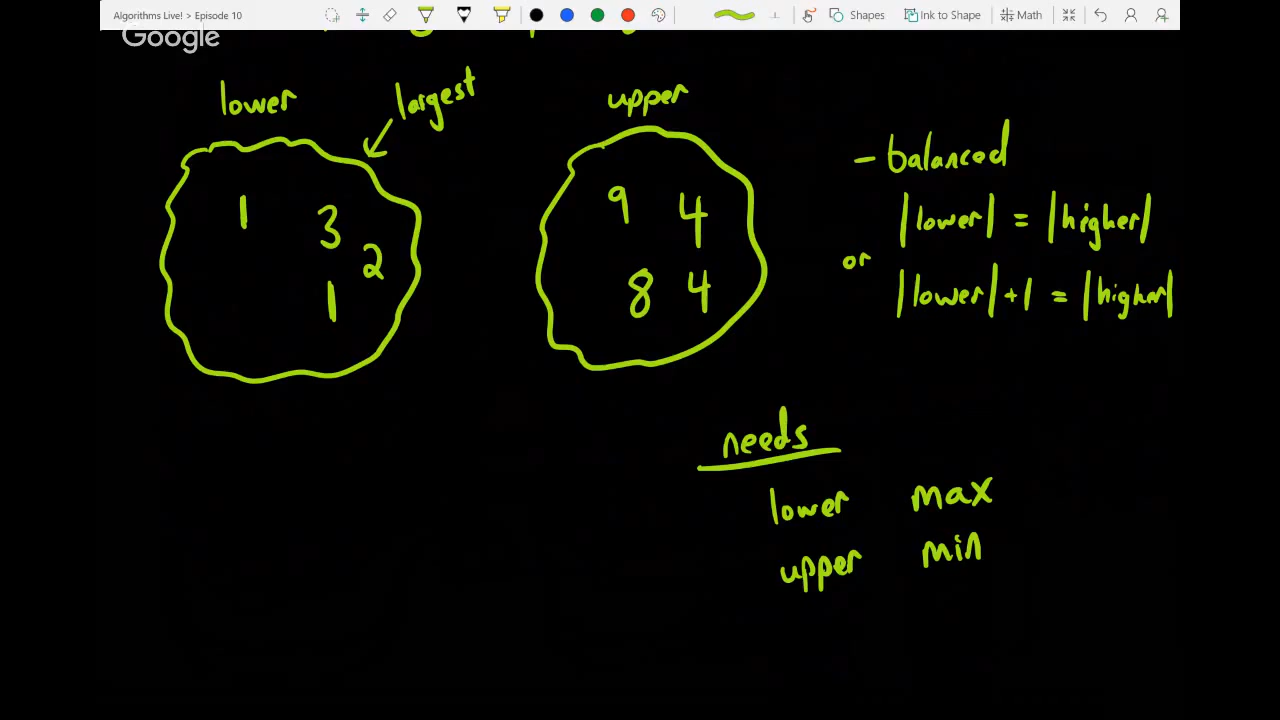 Algorithms Live! > Episode 10
Shapes
Ink to Shape
Math
Google
lower
largest
upper
1 3
2
1
9 4
8 4
- balanced
|lower| = |higher|
or
|lower| + 1 = |higher|
needs
lower max
upper min